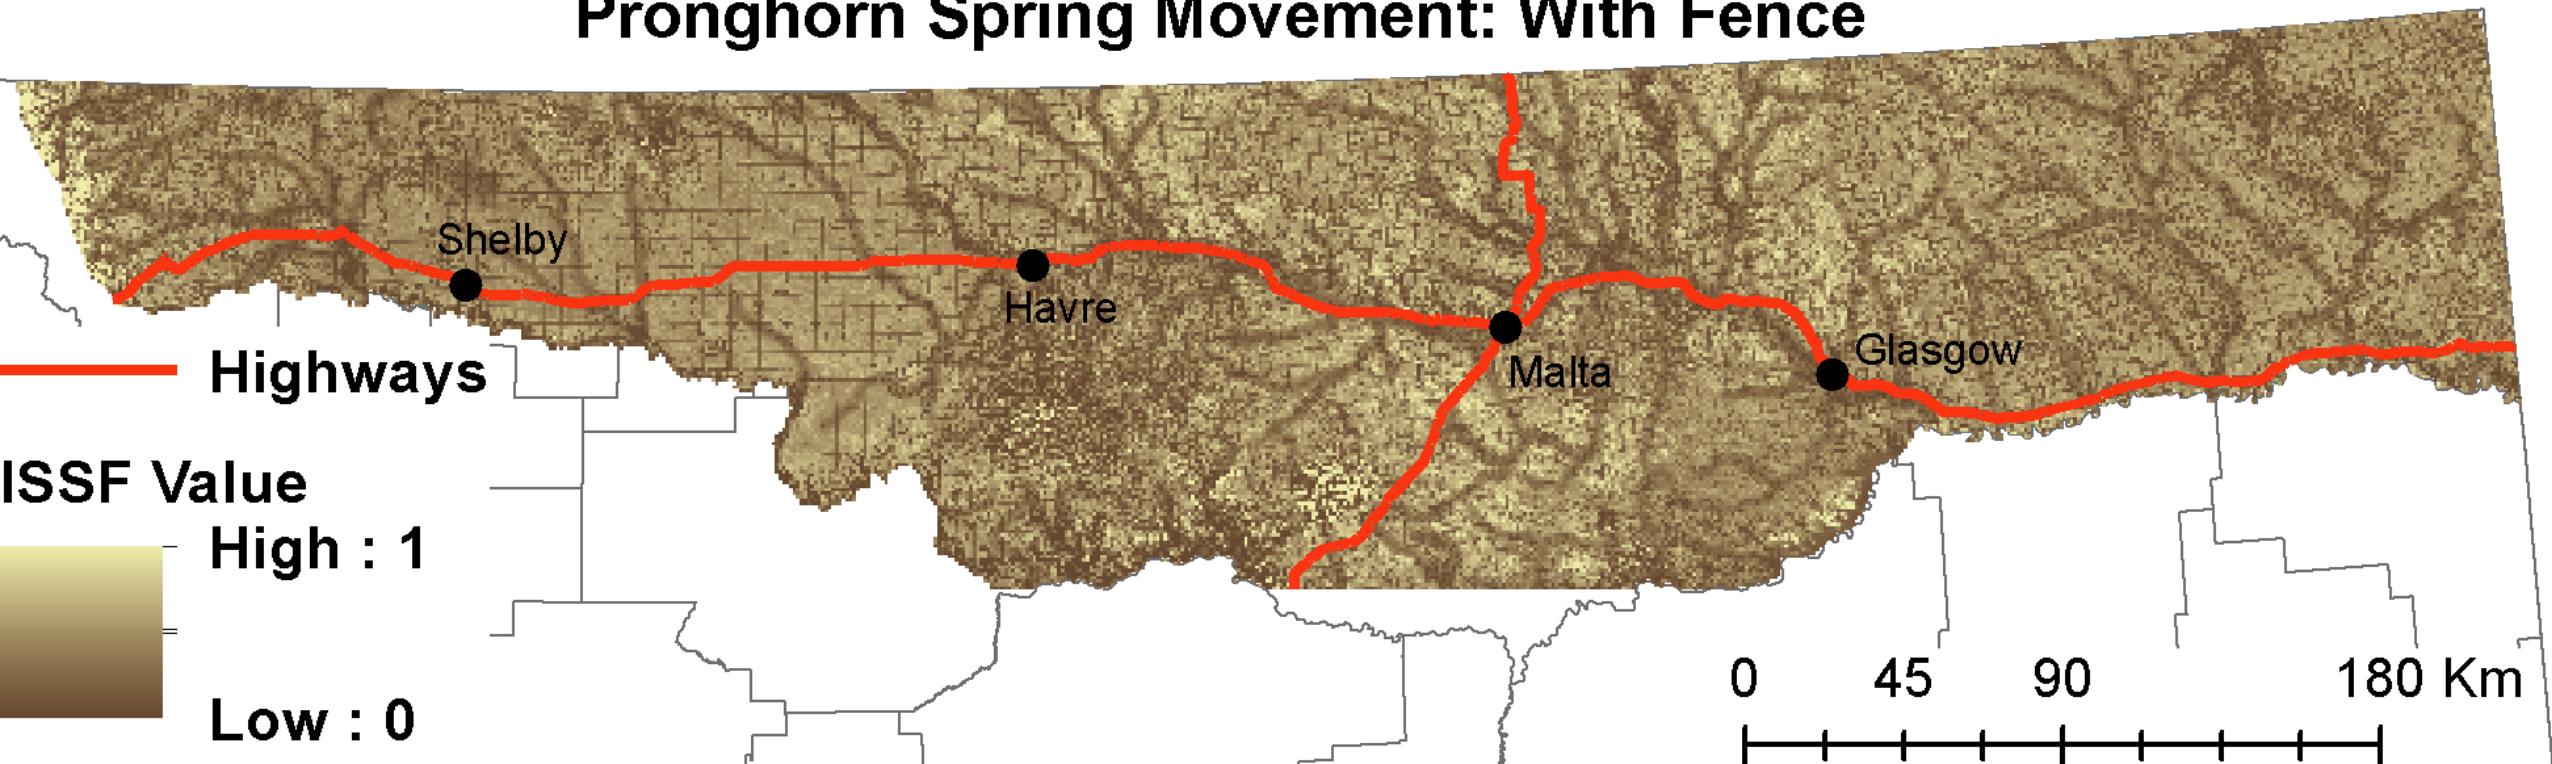 Pronghorn Spring Movement: With Fence
Shelby
Havre
Malta
Glasgow
Highways
ISSF Value
High : 1
Low : 0
0 45 90 180 Km